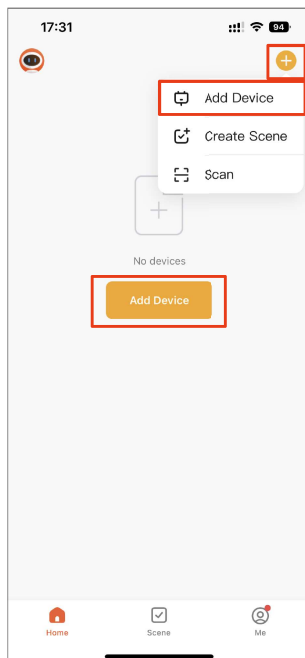 17:31
94
Add Device
Create Scene
Scan
No devices
Add Device
Home
Scene
Me